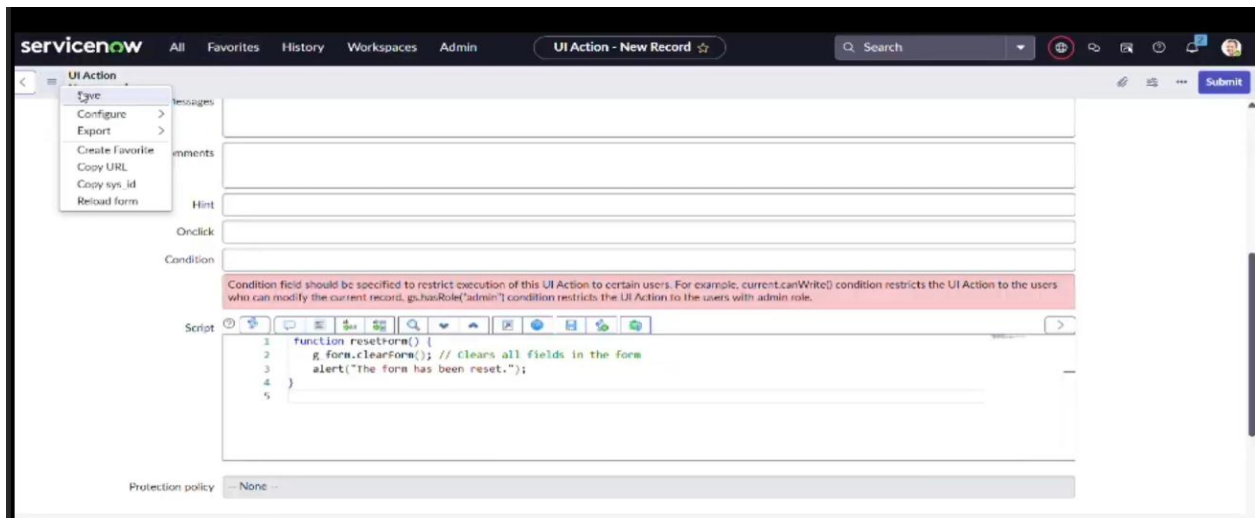 servicenow All Favorites History Workspaces Admin UI Action - New Record Search
UI Action Submit
Save
Messages
Configure
Export
Create Favorite
Comments
Copy URL
Copy sys_id
Reload form
Hint
Onclick
Condition
Condition field should be specified to restrict execution of this UI Action to certain users. For example, current.canWrite() condition restricts the UI Action to the users
who can modify the current record, gs.hasRole("admin") condition restricts the UI Action to the users with admin role.
Script
1 function resetForm() {
2 g_form.clearForm(); // Clears all fields in the form
3 alert("The form has been reset.");
4 }
5
Protection policy -- None --